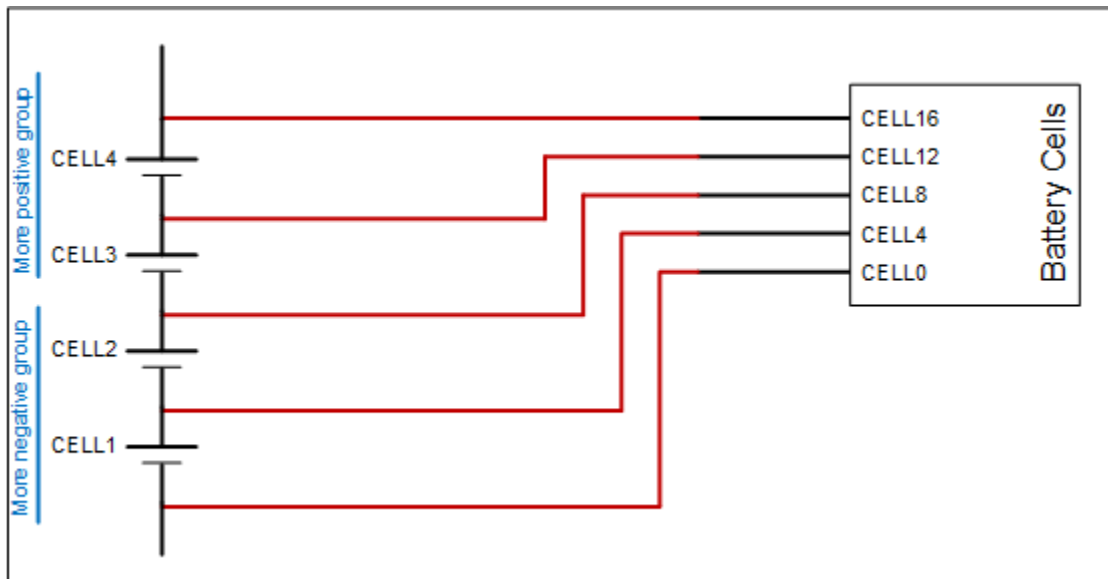 More positive group
CELL4
CELL3
More negative group
CELL2
CELL1
CELL16
CELL12
CELL8
CELL4
CELL0
Battery Cells